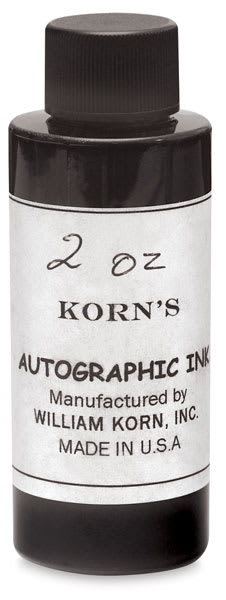 2 oz
KORN'S
AUTOGRAPHIC INK
Manufactured by
WILLIAM KORN, INC.
MADE IN U.S.A